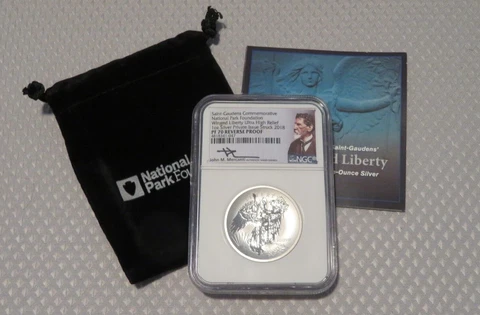 National
Park Fou
Saint-Gaudens Commemorative
National Park Foundation
Winged Liberty Ultra High Relief
1oz Silver Private Issue Struck 2018
PF 70 REVERSE PROOF
John M. Mercanti
NGC
Saint-Gaudens'
d Liberty
-Ounce Silver